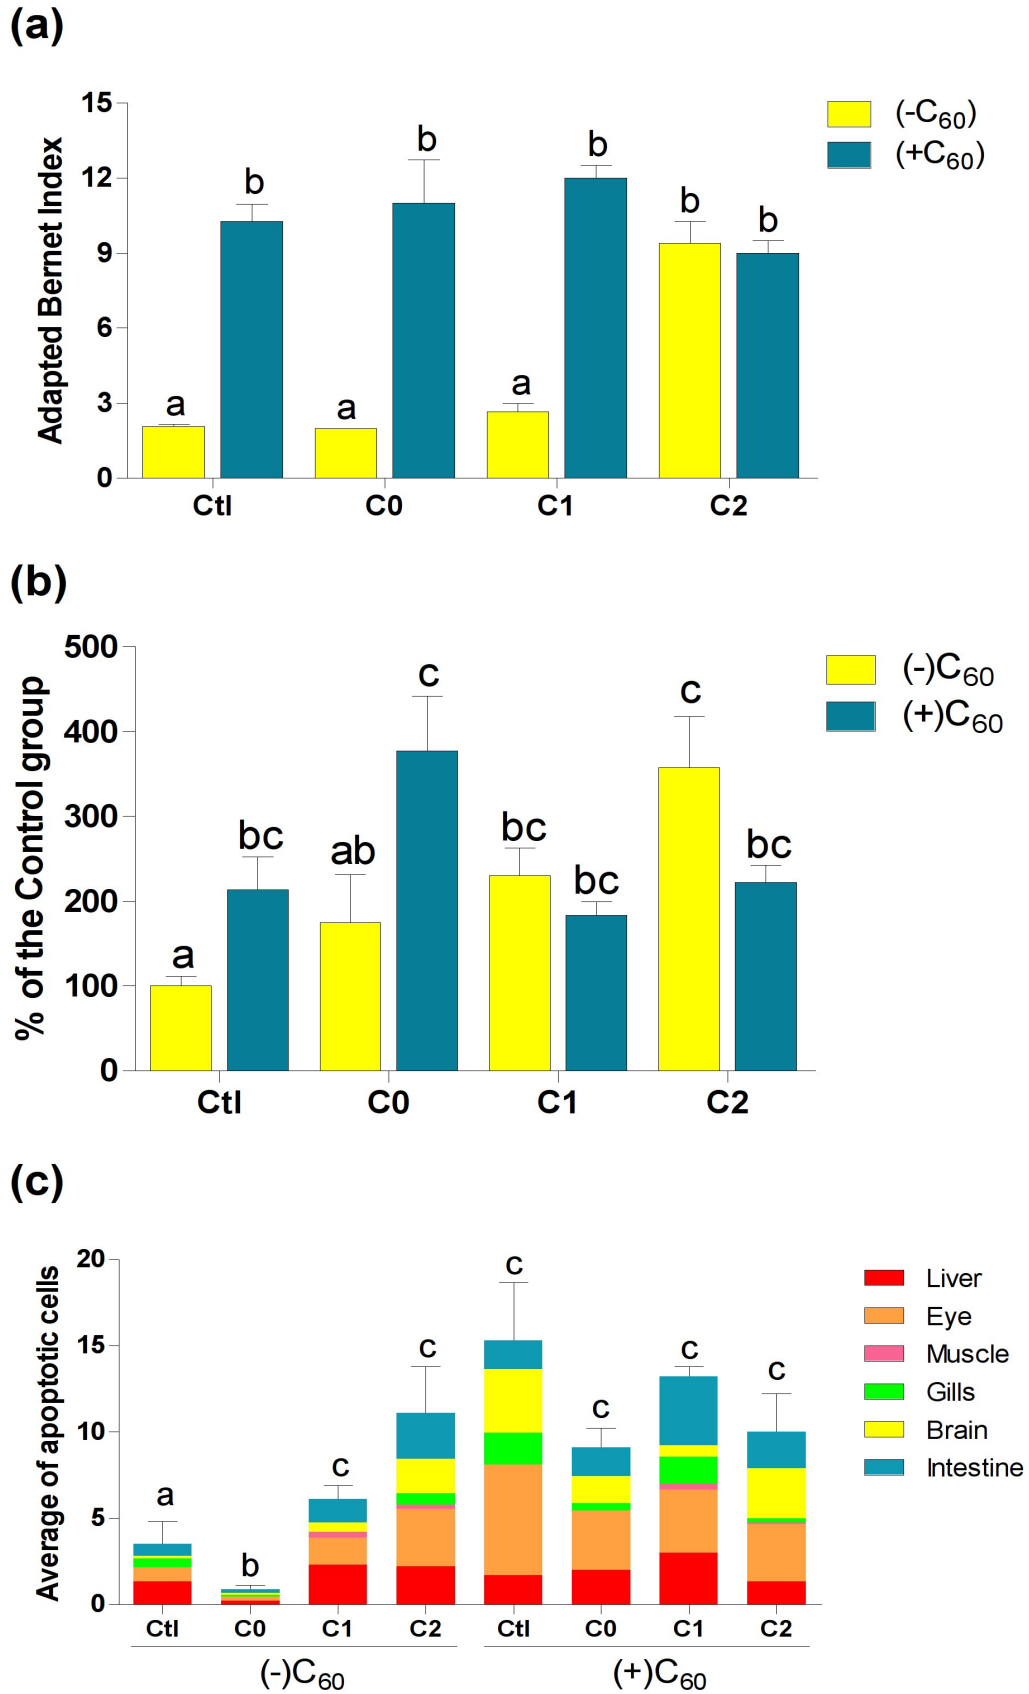 (a)
Adapted Bernet Index
15
12
9
6
3
0
a
b
a
b
a
b
b
b
Ctl
C0
C1
C2
(-C₆₀)
(+C₆₀)
(b)
% of the Control group
500
400
300
200
100
0
a
bc
ab
c
bc
bc
c
bc
Ctl
C0
C1
C2
(-)C₆₀
(+)C₆₀
(c)
Average of apoptotic cells
20
15
10
5
0
a
b
c
c
c
c
c
c
Ctl
C0
C1
C2
Ctl
C0
C1
C2
(-)C₆₀
(+)C₆₀
Liver
Eye
Muscle
Gills
Brain
Intestine